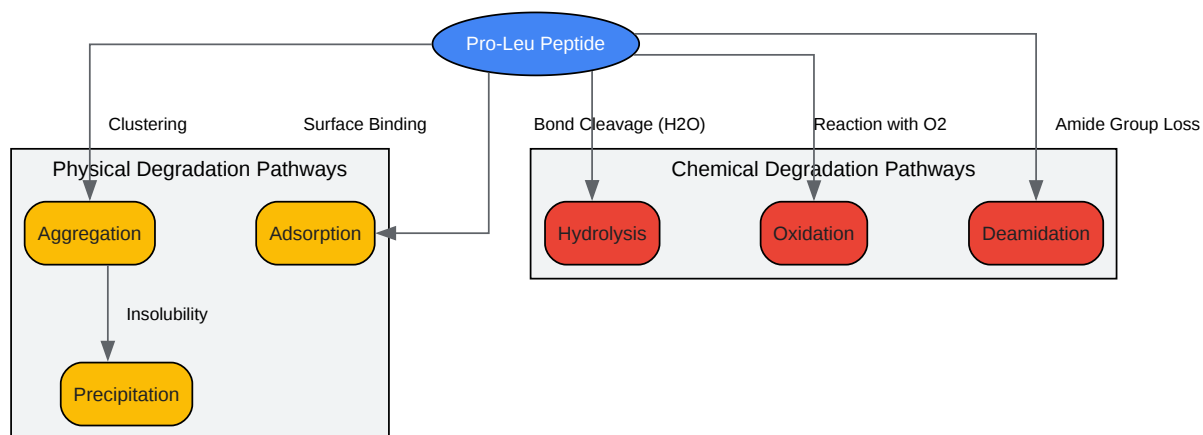 Pro-Leu Peptide
Clustering
Surface Binding
Bond Cleavage (H2O)
Reaction with O2
Amide Group Loss
Physical Degradation Pathways
Chemical Degradation Pathways
Aggregation
Adsorption
Hydrolysis
Oxidation
Deamidation
Insolubility
Precipitation